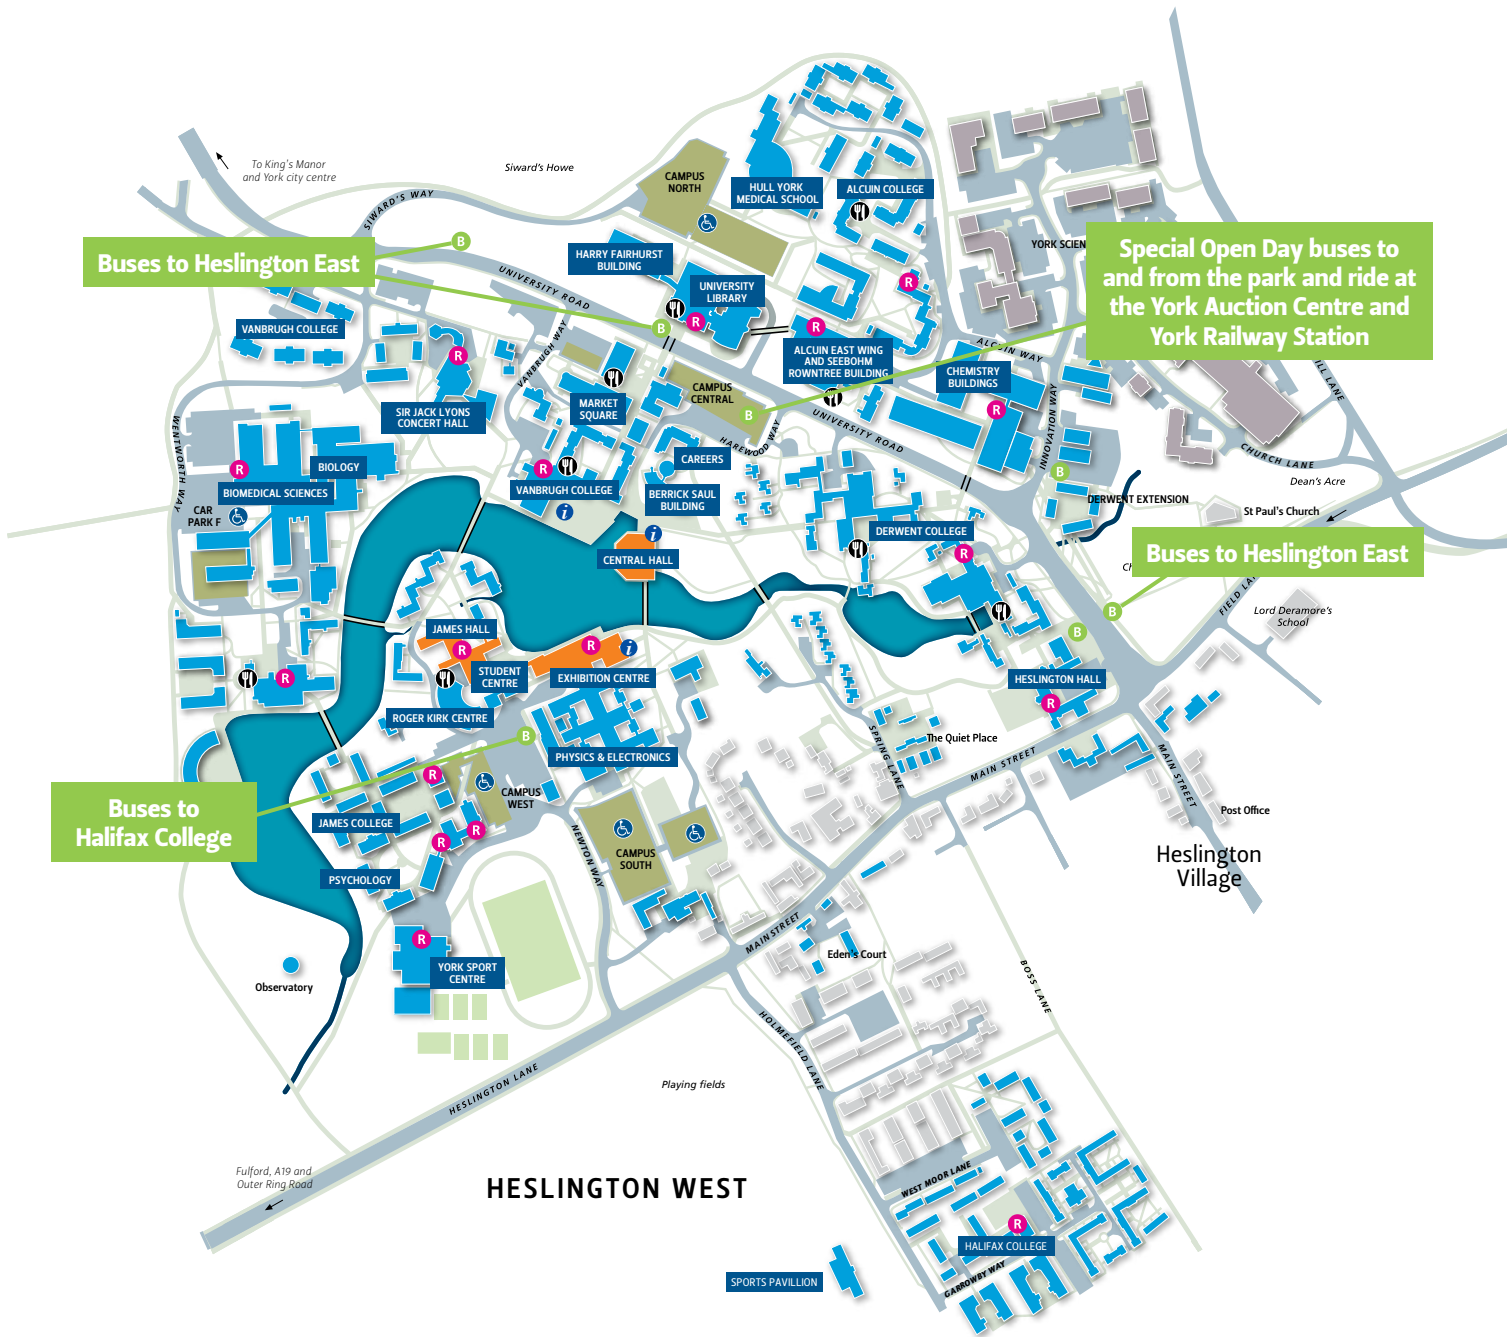 To King's Manor
and York city centre
Siward's Howe
SIWARD'S WAY
CAMPUS
NORTH
HULL YORK
MEDICAL SCHOOL
ALCUIN COLLEGE
YORK SCIEN
Buses to Heslington East
B
HARRY FAIRHURST
BUILDING
UNIVERSITY
LIBRARY
UNIVERSITY ROAD
Special Open Day buses to
and from the park and ride at
the York Auction Centre and
York Railway Station
R
B
R
R
VANBRUGH COLLEGE
R
VANBRUGH WAY
ALCUIN EAST WING
AND SEEBOHM
ROWNTREE BUILDING
ALCUIN WAY
CHEMISTRY
BUILDINGS
ILL LANE
SIR JACK LYONS
CONCERT HALL
MARKET
SQUARE
CAMPUS
CENTRAL
B
HAREWOOD WAY
UNIVERSITY ROAD
R
INNOVATION WAY
CHURCH LANE
Dean's Acre
WENTWORTH WAY
R
BIOLOGY
BIOMEDICAL SCIENCES
CAR
PARK F
R
VANBRUGH COLLEGE
i
CAREERS
BERRICK SAUL
BUILDING
B
DERWENT EXTENSION
St Paul's Church
DERWENT COLLEGE
R
i
CENTRAL HALL
Buses to Heslington East
Ch
FIELD LA
B
B
Lord Deramore's
School
JAMES HALL
R
STUDENT
CENTRE
R
i
EXHIBITION CENTRE
R
ROGER KIRK CENTRE
HESLINGTON HALL
R
B
PHYSICS & ELECTRONICS
SPRING LANE
The Quiet Place
MAIN STREET
MAIN STREET
Post Office
Heslington
Village
Buses to
Halifax College
R
CAMPUS
WEST
JAMES COLLEGE
R
R
NEWTON WAY
CAMPUS
SOUTH
PSYCHOLOGY
MAIN STREET
Eden's Court
R
YORK SPORT
CENTRE
Observatory
BOSS LANE
HOLMEFIELD LANE
HESLINGTON LANE
Playing fields
Fulford, A19 and
Outer Ring Road
HESLINGTON WEST
WEST MOOR LANE
R
HALIFAX COLLEGE
GARROWBY WAY
SPORTS PAVILLION